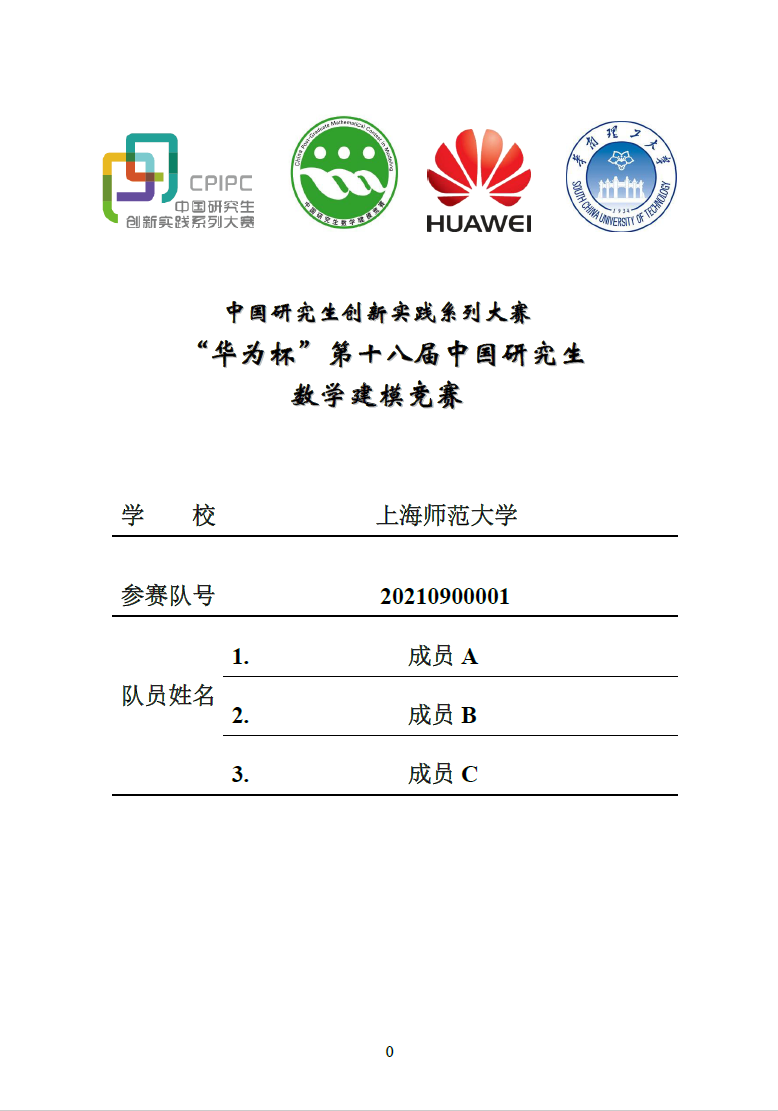 CPIPC
中国研究生
创新实践系列大赛
China Post-Graduate Mathematical Contest in Modeling
中国研究生数学建模竞赛
HUAWEI
华南理工大学
1934
SOUTH CHINA UNIVERSITY OF TECHNOLOGY
中国研究生创新实践系列大赛
“华为杯”第十八届中国研究生
数学建模竞赛
学 校 上海师范大学
参赛队号 20210900001
队员姓名
1. 成员 A
2. 成员 B
3. 成员 C
0